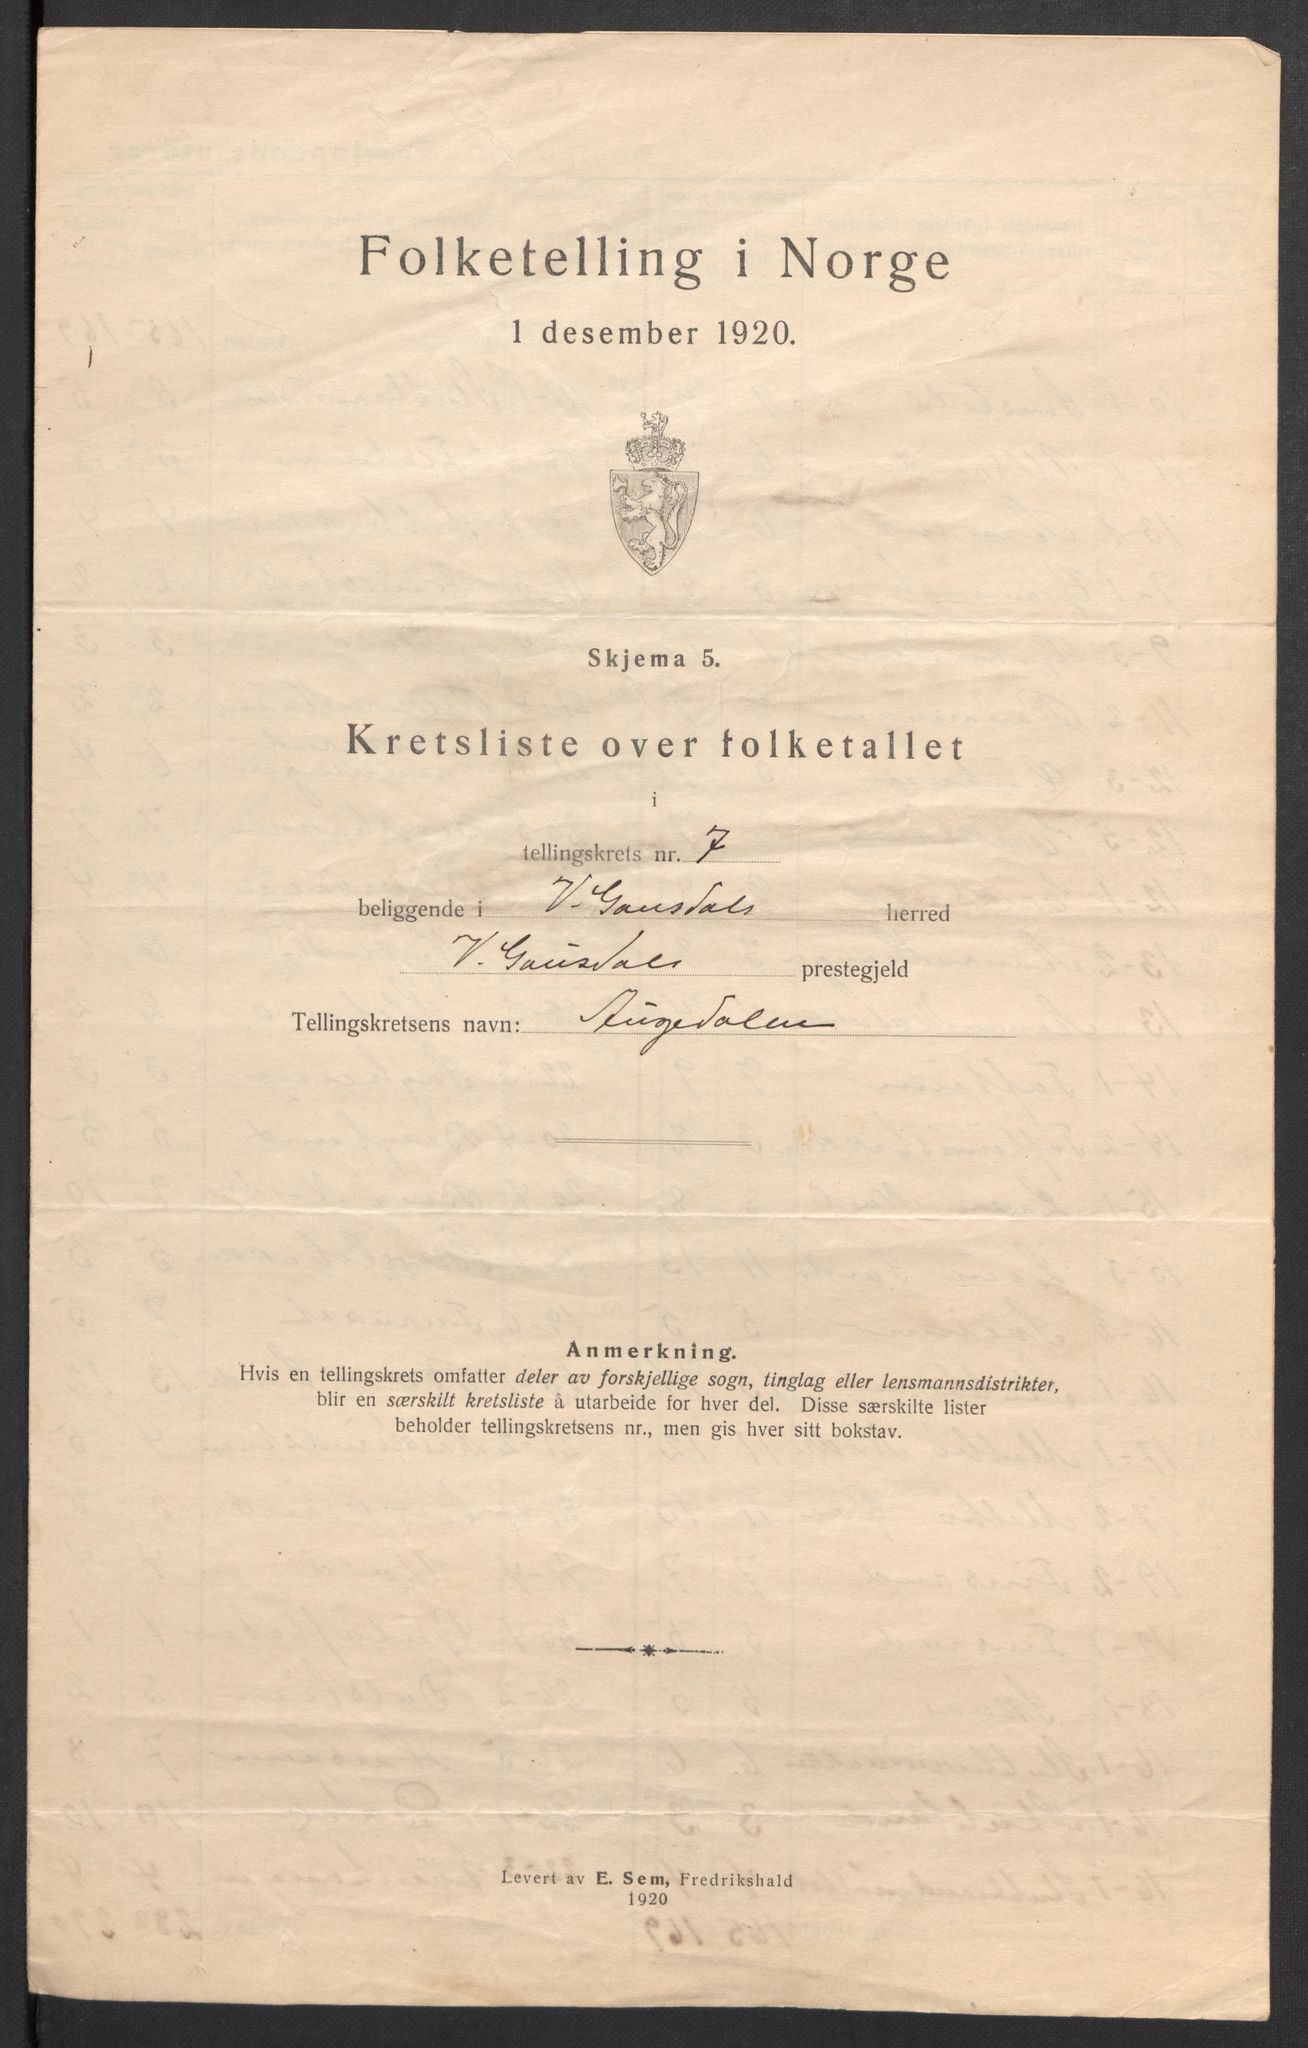 Folketelling i Norge
1 desember 1920.
Skjema 5.
Kretsliste over folketallet
i
tellingskrets nr. 7
beliggende i V. Gausdals herred
V. Gausdals prestegjeld
Tellingskretsens navn: Augedalen
Anmerkning.
Hvis en tellingskrets omfatter deler av forskjellige sogn, tinglag eller lensmannsdistrikter,
blir en særskilt kretsliste å utarbeide for hver del. Disse særskilte lister
beholder tellingskretsens nr., men gis hver sitt bokstav.
Levert av E. Sem, Fredrikshald
1920